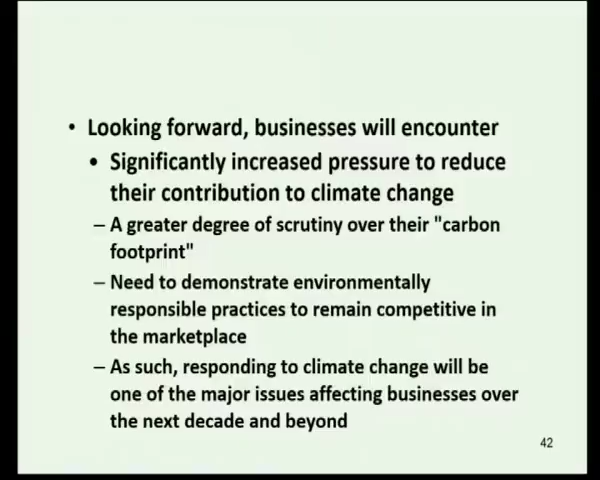 • Looking forward, businesses will encounter
• Significantly increased pressure to reduce
their contribution to climate change
– A greater degree of scrutiny over their "carbon
footprint"
– Need to demonstrate environmentally
responsible practices to remain competitive in
the marketplace
– As such, responding to climate change will be
one of the major issues affecting businesses over
the next decade and beyond
42